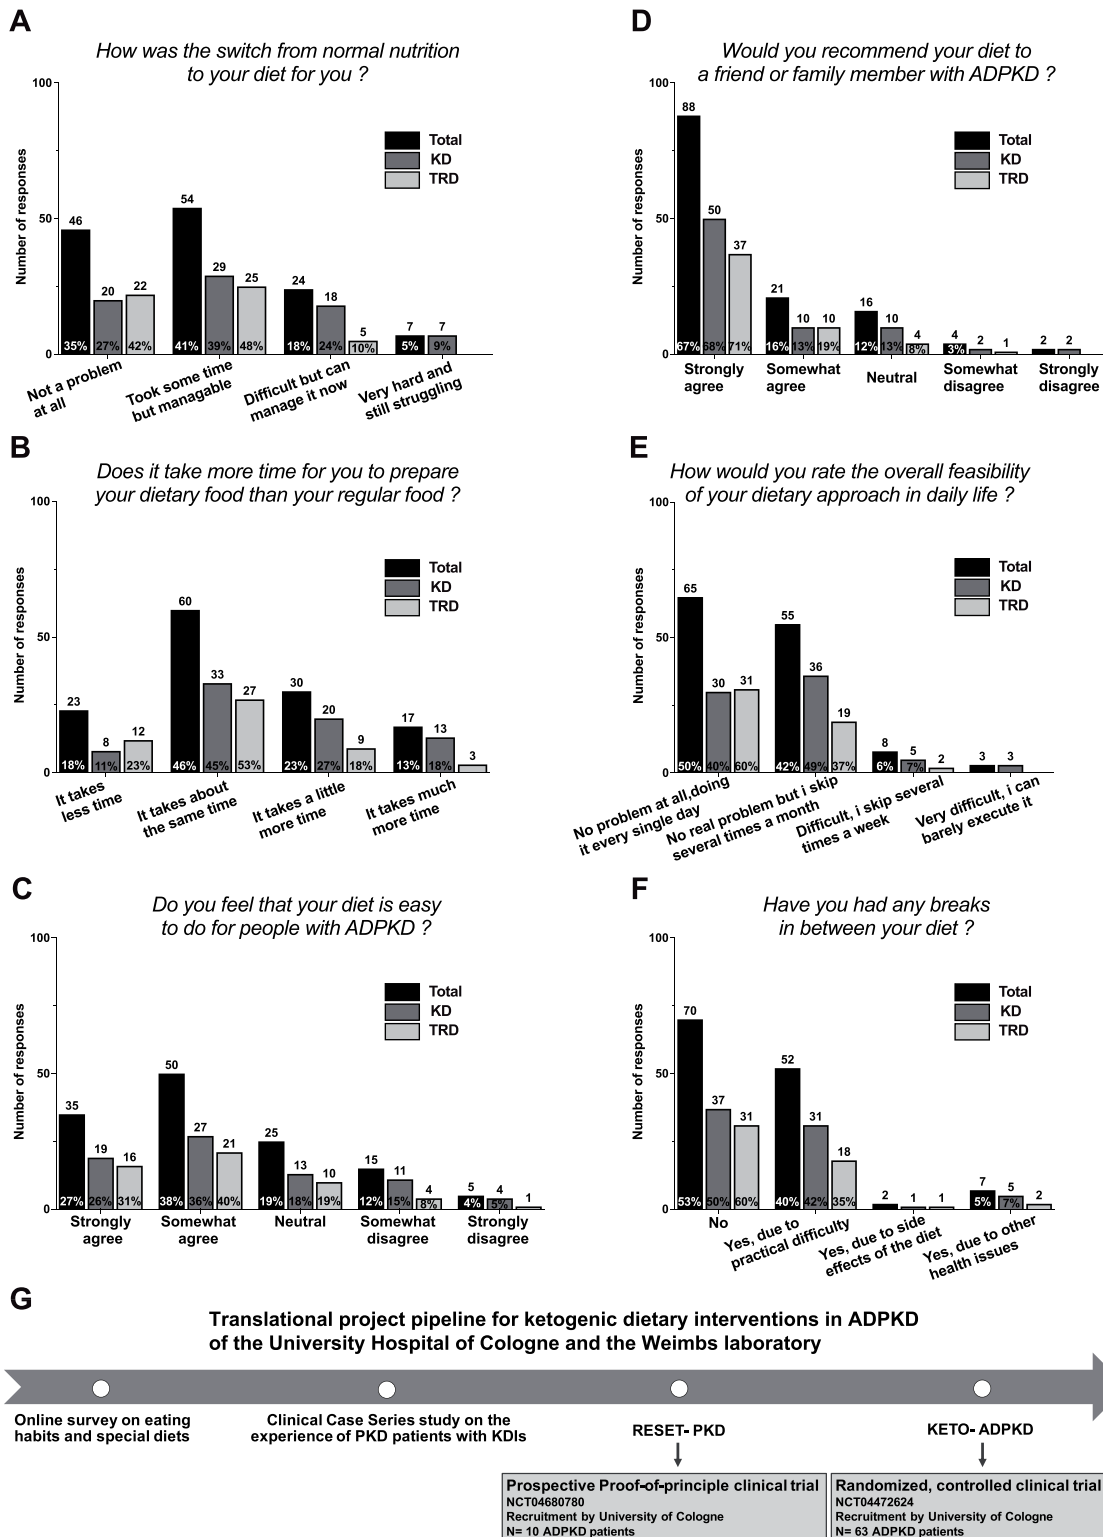 A
How was the switch from normal nutrition
to your diet for you ?
Number of responses
100
50
0
Total
KD
TRD
46
20
22
54
29
25
24
18
5
7
7
35%
27%
42%
41%
39%
48%
18%
24%
10%
5%
9%
Not a problem
at all
Took some time
but managable
Difficult but can
manage it now
Very hard and
still struggling
B
Does it take more time for you to prepare
your dietary food than your regular food ?
Number of responses
100
50
0
Total
KD
TRD
23
8
12
60
33
27
30
20
9
17
13
3
18%
11%
23%
46%
45%
53%
23%
27%
18%
13%
18%
It takes
less time
It takes about
the same time
It takes a little
more time
It takes much
more time
C
Do you feel that your diet is easy
to do for people with ADPKD ?
Number of responses
100
50
0
Total
KD
TRD
35
19
16
50
27
21
25
13
10
15
11
4
5
4
1
27%
26%
31%
38%
36%
40%
19%
18%
19%
12%
15%
8%
4%
5%
Strongly
agree
Somewhat
agree
Neutral
Somewhat
disagree
Strongly
disagree
D
Would you recommend your diet to
a friend or family member with ADPKD ?
Number of responses
100
50
0
Total
KD
TRD
88
50
37
21
10
10
16
10
4
4
2
1
2
2
67%
68%
71%
16%
13%
19%
12%
13%
8%
3%
Strongly
agree
Somewhat
agree
Neutral
Somewhat
disagree
Strongly
disagree
E
How would you rate the overall feasibility
of your dietary approach in daily life ?
Number of responses
100
50
0
Total
KD
TRD
65
30
31
55
36
19
8
5
2
3
3
50%
40%
60%
42%
49%
37%
6%
7%
No problem at all,doing
it every single day
No real problem but i skip
several times a month
Difficult, i skip several
times a week
Very difficult, i can
barely execute it
F
Have you had any breaks
in between your diet ?
Number of responses
100
50
0
Total
KD
TRD
70
37
31
52
31
18
2
1
1
7
5
2
53%
50%
60%
40%
42%
35%
5%
7%
No
Yes, due to
practical difficulty
Yes, due to side
effects of the diet
Yes, due to other
health issues
G
Translational project pipeline for ketogenic dietary interventions in ADPKD
of the University Hospital of Cologne and the Weimbs laboratory
Online survey on eating
habits and special diets
Clinical Case Series study on the
experience of PKD patients with KDIs
RESET- PKD
Prospective Proof-of-principle clinical trial
NCT04680780
Recruitment by University of Cologne
N= 10 ADPKD patients
KETO- ADPKD
Randomized, controlled clinical trial
NCT04472624
Recruitment by University of Cologne
N= 63 ADPKD patients